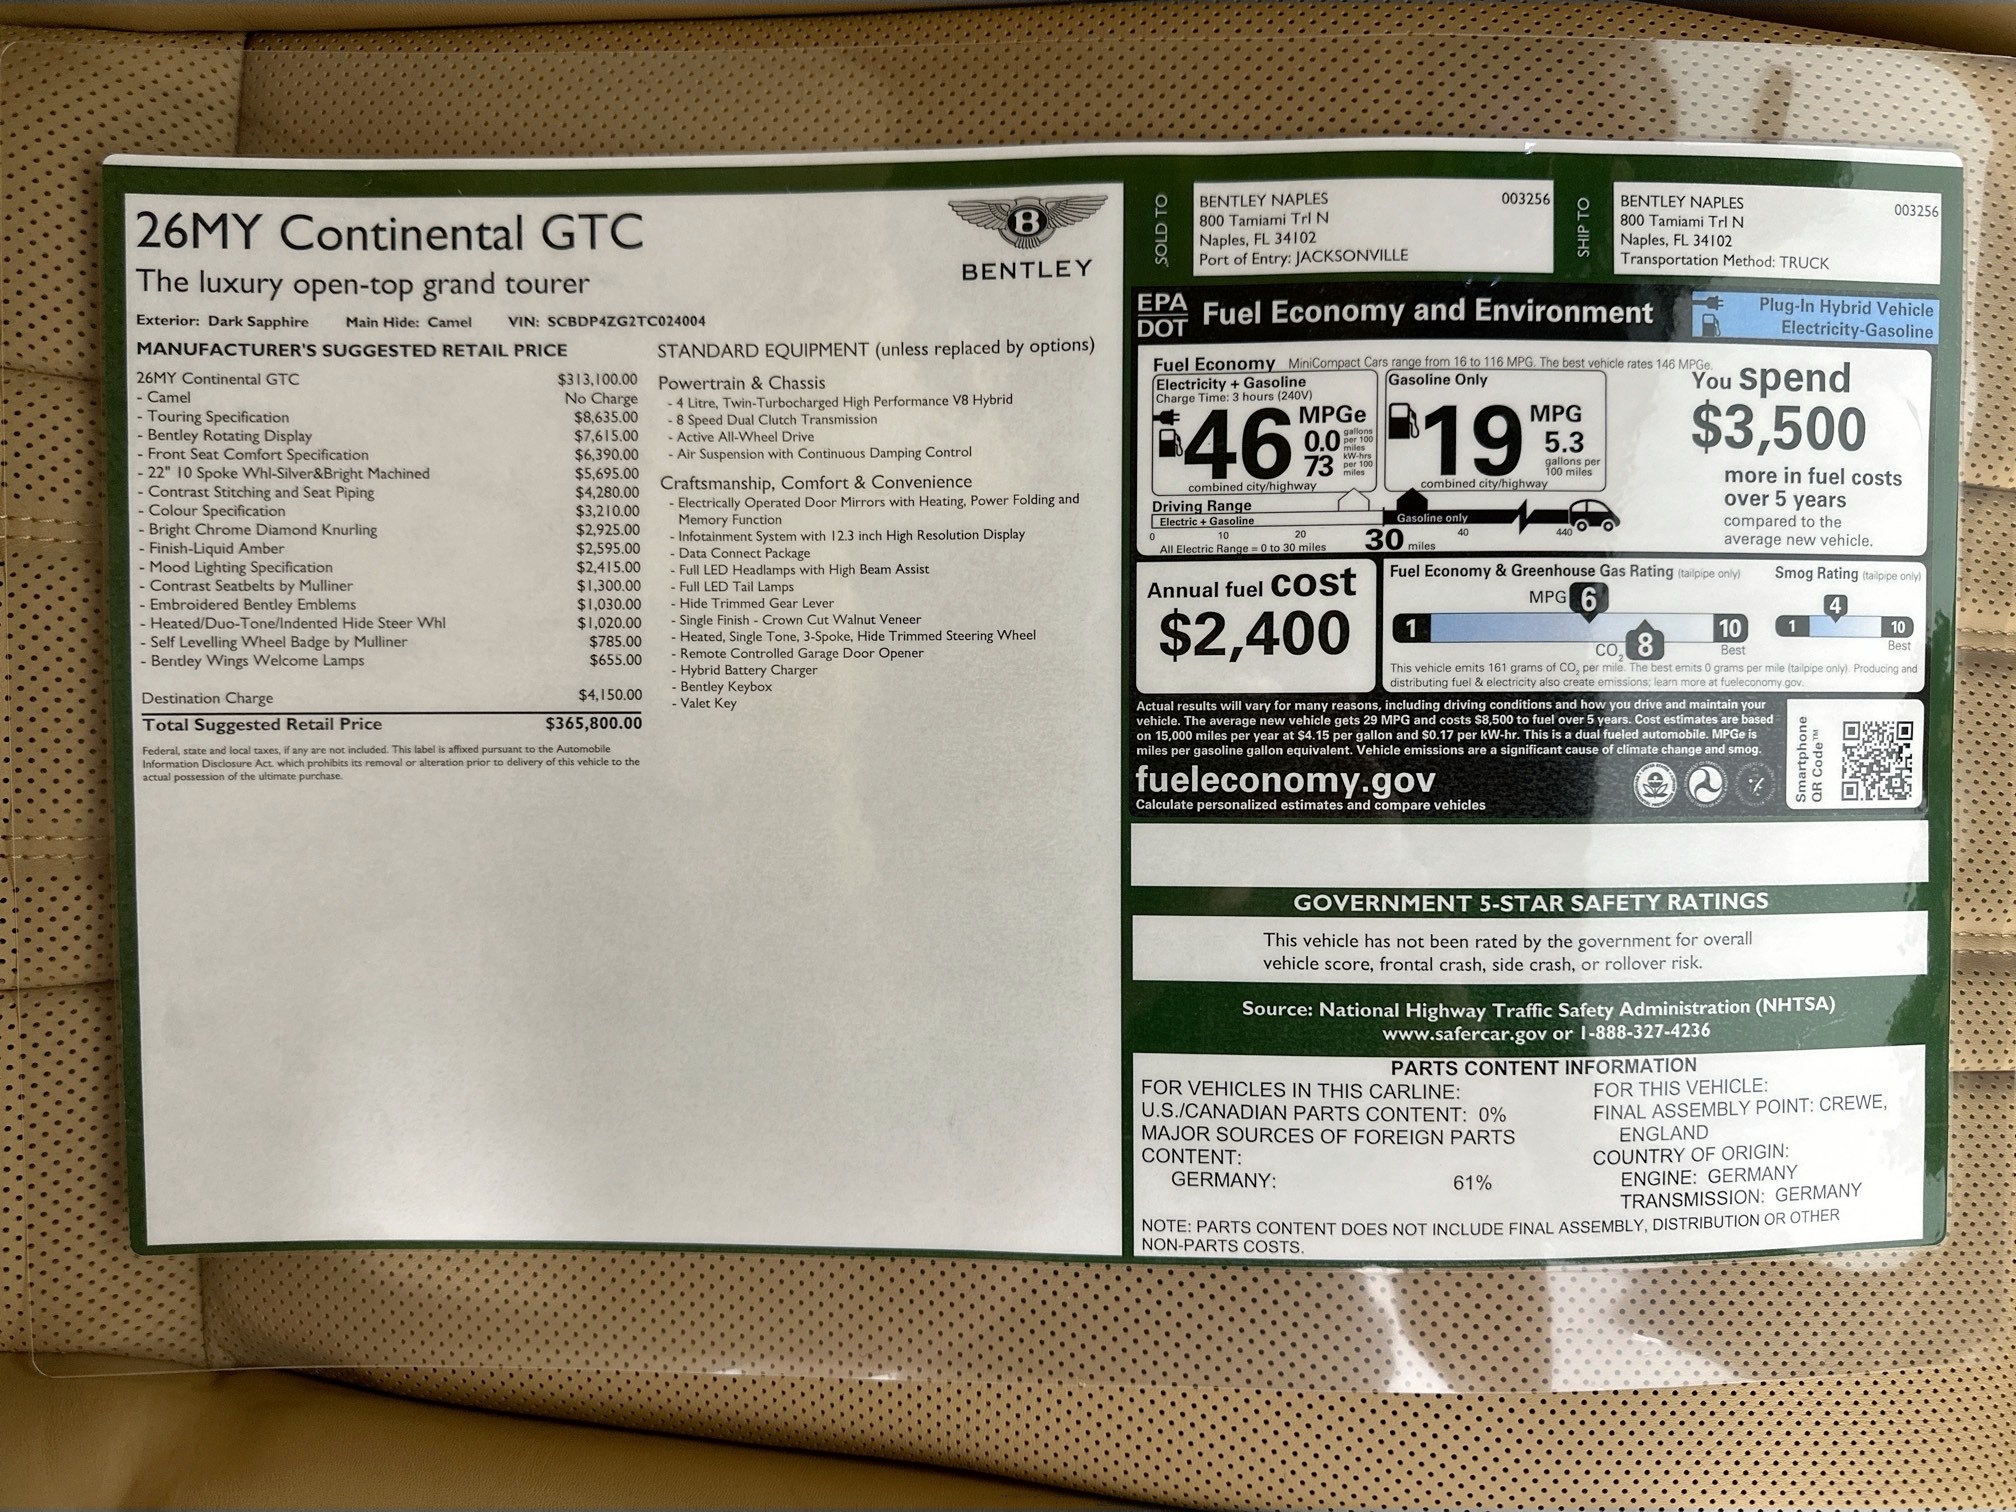 26MY Continental GTC
The luxury open-top grand tourer
BENTLEY
Exterior: Dark Sapphire Main Hide: Camel VIN: SCBDP4ZG2TC024004
MANUFACTURER'S SUGGESTED RETAIL PRICE
26MY Continental GTC $313,100.00
- Camel No Charge
- Touring Specification $8,635.00
- Bentley Rotating Display $7,615.00
- Front Seat Comfort Specification $6,390.00
- 22" 10 Spoke Whl-Silver&Bright Machined $5,695.00
- Contrast Stitching and Seat Piping $4,280.00
- Colour Specification $3,210.00
- Bright Chrome Diamond Knurling $2,925.00
- Finish-Liquid Amber $2,595.00
- Mood Lighting Specification $2,415.00
- Contrast Seatbelts by Mulliner $1,300.00
- Embroidered Bentley Emblems $1,030.00
- Heated/Duo-Tone/Indented Hide Steer Whl $1,020.00
- Self Levelling Wheel Badge by Mulliner $785.00
- Bentley Wings Welcome Lamps $655.00
Destination Charge $4,150.00
Total Suggested Retail Price $365,800.00
Federal, state and local taxes, if any are not included. This label is affixed pursuant to the Automobile
Information Disclosure Act. which prohibits its removal or alteration prior to delivery of this vehicle to the
actual possession of the ultimate purchase.
STANDARD EQUIPMENT (unless replaced by options)
Powertrain & Chassis
- 4 Litre, Twin-Turbocharged High Performance V8 Hybrid
- 8 Speed Dual Clutch Transmission
- Active All-Wheel Drive
- Air Suspension with Continuous Damping Control
Craftsmanship, Comfort & Convenience
- Electrically Operated Door Mirrors with Heating, Power Folding and
Memory Function
- Infotainment System with 12.3 inch High Resolution Display
- Data Connect Package
- Full LED Headlamps with High Beam Assist
- Full LED Tail Lamps
- Hide Trimmed Gear Lever
- Single Finish - Crown Cut Walnut Veneer
- Heated, Single Tone, 3-Spoke, Hide Trimmed Steering Wheel
- Remote Controlled Garage Door Opener
- Hybrid Battery Charger
- Bentley Keybox
- Valet Key
SOLD TO
BENTLEY NAPLES 003256
800 Tamiami Trl N
Naples, FL 34102
Port of Entry: JACKSONVILLE
SHIP TO
BENTLEY NAPLES 003256
800 Tamiami Trl N
Naples, FL 34102
Transportation Method: TRUCK
EPA
DOT
Fuel Economy and Environment
Plug-In Hybrid Vehicle
Electricity-Gasoline
Fuel Economy MiniCompact Cars range from 16 to 116 MPG. The best vehicle rates 146 MPGe.
Electricity + Gasoline
Charge Time: 3 hours (240V)
46 MPGe
0.0 gallons per 100 miles
73 kW-hrs per 100 miles
combined city/highway
Gasoline Only
19 MPG
5.3
gallons per
100 miles
combined city/highway
You spend
$3,500
more in fuel costs
over 5 years
compared to the
average new vehicle.
Driving Range
Electric + Gasoline Gasoline only
0 10 20 30 miles 40 440
All Electric Range = 0 to 30 miles
Annual fuel cost
$2,400
Fuel Economy & Greenhouse Gas Rating (tailpipe only)
MPG 6
1 10
Best
CO2 8
Smog Rating (tailpipe only)
4
1 10
Best
This vehicle emits 161 grams of CO2 per mile. The best emits 0 grams per mile (tailpipe only). Producing and
distributing fuel & electricity also create emissions; learn more at fueleconomy.gov.
Actual results will vary for many reasons, including driving conditions and how you drive and maintain your
vehicle. The average new vehicle gets 29 MPG and costs $8,500 to fuel over 5 years. Cost estimates are based
on 15,000 miles per year at $4.15 per gallon and $0.17 per kW-hr. This is a dual fueled automobile. MPGe is
miles per gasoline gallon equivalent. Vehicle emissions are a significant cause of climate change and smog.
fueleconomy.gov
Calculate personalized estimates and compare vehicles
Smartphone
QR Code™
GOVERNMENT 5-STAR SAFETY RATINGS
This vehicle has not been rated by the government for overall
vehicle score, frontal crash, side crash, or rollover risk.
Source: National Highway Traffic Safety Administration (NHTSA)
www.safercar.gov or 1-888-327-4236
PARTS CONTENT INFORMATION
FOR VEHICLES IN THIS CARLINE:
U.S./CANADIAN PARTS CONTENT: 0%
MAJOR SOURCES OF FOREIGN PARTS
CONTENT:
GERMANY: 61%
FOR THIS VEHICLE:
FINAL ASSEMBLY POINT: CREWE,
ENGLAND
COUNTRY OF ORIGIN:
ENGINE: GERMANY
TRANSMISSION: GERMANY
NOTE: PARTS CONTENT DOES NOT INCLUDE FINAL ASSEMBLY, DISTRIBUTION OR OTHER
NON-PARTS COSTS.